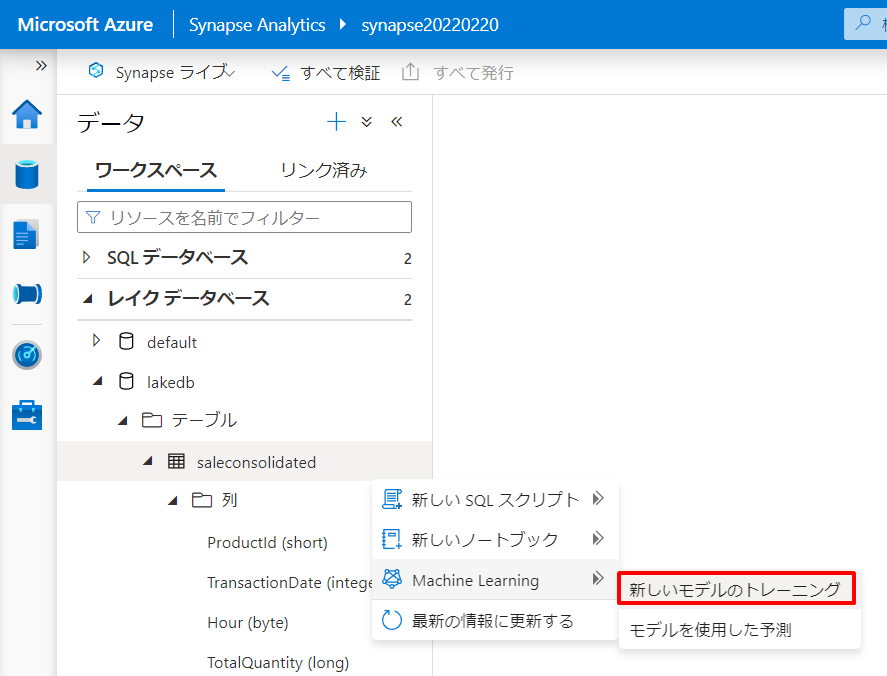 Microsoft Azure Synapse Analytics synapse20220220
Synapse ライブ すべて検証 すべて発行
データ
ワークスペース リンク済み
リソースを名前でフィルター
SQL データベース 2
レイク データベース 2
default
lakedb
テーブル
saleconsolidated
列
新しい SQL スクリプト
ProductId (short)
新しいノートブック
TransactionDate (intege
Machine Learning
新しいモデルのトレーニング
Hour (byte)
最新の情報に更新する
モデルを使用した予測
TotalQuantity (long)